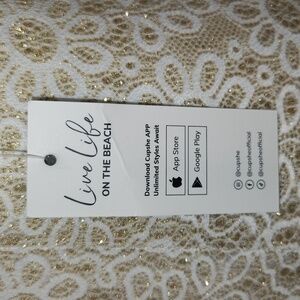 Live Life
ON THE BEACH
Download Cupshe APP
Unlimited Styles Await
App Store
Google Play
@cupshe
@cupsheofficial
@cupsheofficial